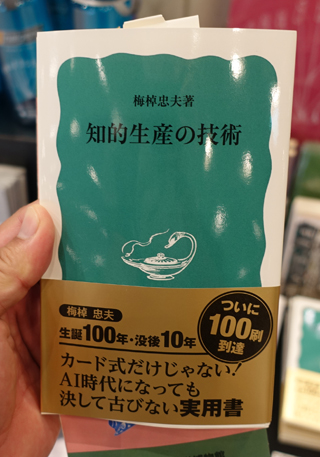 梅棹忠夫著
知的生産の技術
梅棹 忠夫
生誕100年・没後10年
ついに
100刷
到達
カード式だけじゃない!
AI時代になっても
決して古びない実用書